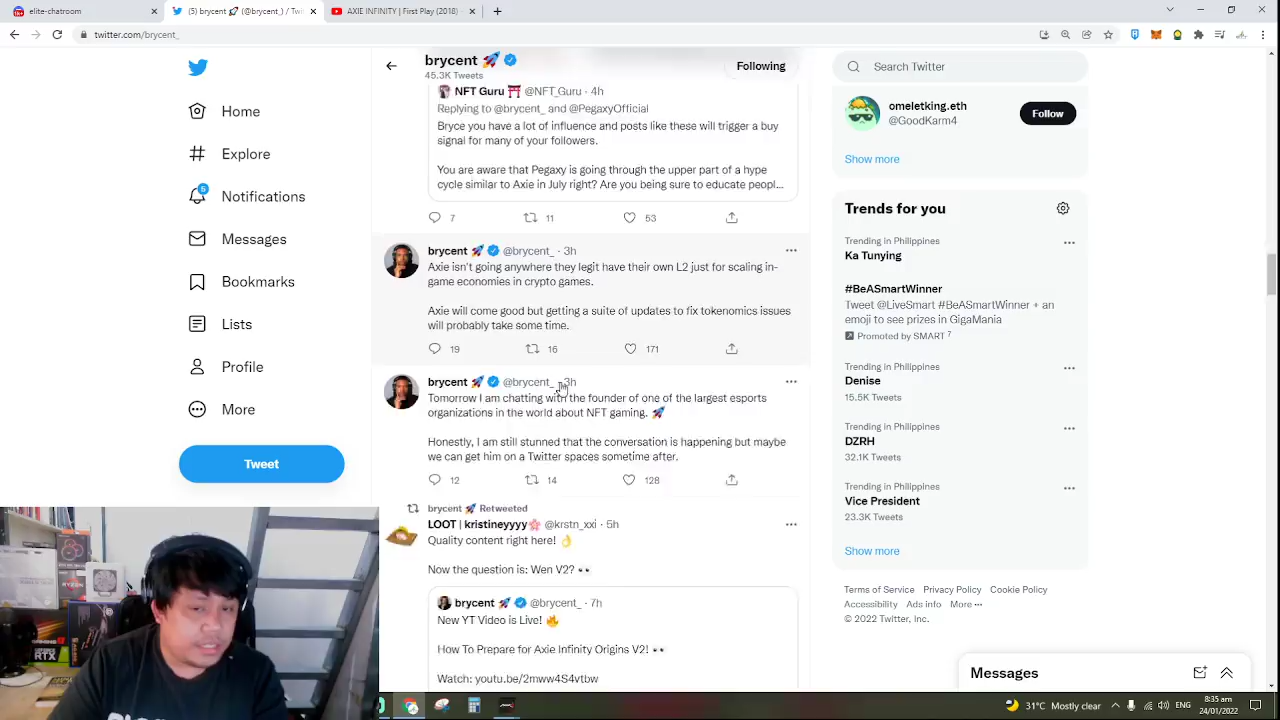 elite-chatroom
(5) brycent 🚀 (@brycent_) / Twi
AXIE INFINITY | First Play (2018)
twitter.com/brycent_
Home
Explore
5
Notifications
Messages
Bookmarks
Lists
Profile
More
Tweet
brycent 🚀
45.3K Tweets
Following
NFT Guru ⛩️ @NFT_Guru · 4h
Replying to @brycent_ and @PegaxyOfficial
Bryce you have a lot of influence and posts like these will trigger a buy
signal for many of your followers.
You are aware that Pegaxy is going through the upper part of a hype
cycle similar to Axie in July right? Are you being sure to educate peopl...
7 11 53
brycent 🚀 @brycent_ · 3h
Axie isn't going anywhere they legit have their own L2 just for scaling in-
game economies in crypto games.
Axie will come good but getting a suite of updates to fix tokenomics issues
will probably take some time.
19 16 171
brycent 🚀 @brycent_ · 3h
Tomorrow I am chatting with the founder of one of the largest esports
organizations in the world about NFT gaming. 🚀
Honestly, I am still stunned that the conversation is happening but maybe
we can get him on a Twitter spaces sometime after.
12 14 128
brycent 🚀 Retweeted
LOOT | kristineyyyy🌸 @krstn_xxi · 5h
Quality content right here! 👌
Now the question is: Wen V2? 👀
brycent 🚀 @brycent_ · 7h
New YT Video is Live! 🔥
How To Prepare for Axie Infinity Origins V2! 👀
Watch: youtu.be/2mww4S4vtbw
Search Twitter
omeletking.eth
@GoodKarm4
Follow
Show more
Trends for you
Trending in Philippines
Ka Tunying
#BeASmartWinner
Tweet @LiveSmart #BeASmartWinner + an
emoji to see prizes in GigaMania
Promoted by SMART
Trending in Philippines
Denise
15.5K Tweets
Trending in Philippines
DZRH
32.1K Tweets
Trending in Philippines
Vice President
23.3K Tweets
Show more
Terms of Service Privacy Policy Cookie Policy
Accessibility Ads info More ···
© 2022 Twitter, Inc.
Messages
RYZEN
RTX
31°C Mostly clear
ENG
8:35 am
24/01/2022